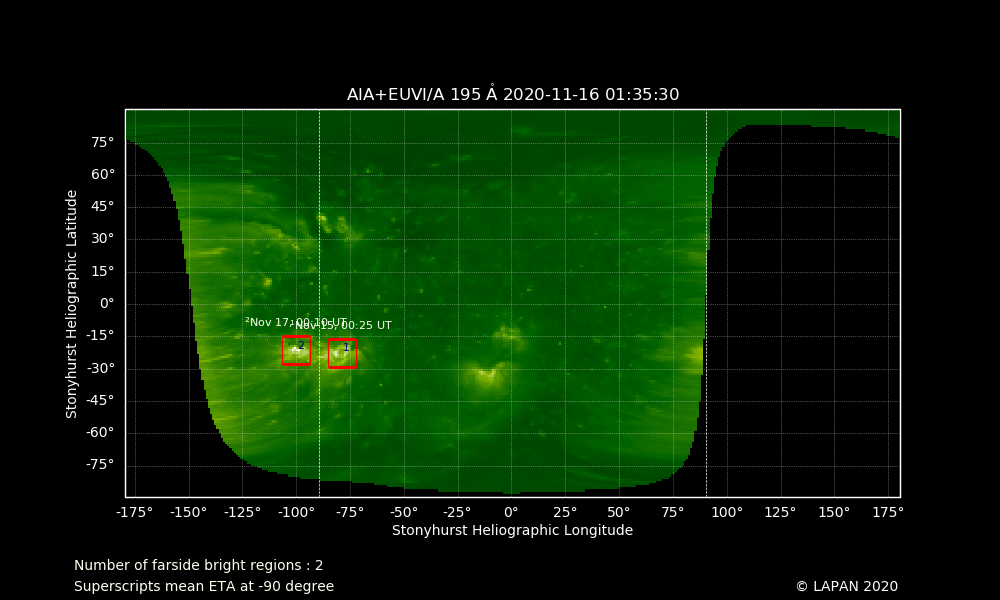 AIA+EUVI/A 195 Å 2020-11-16 01:35:30
Stonyhurst Heliographic Latitude
75°
60°
45°
30°
15°
0°
-15°
-30°
-45°
-60°
-75°
²Nov 17, 00:10 UT
¹Nov 15, 00:25 UT
2
1
-175° -150° -125° -100° -75° -50° -25° 0° 25° 50° 75° 100° 125° 150° 175°
Stonyhurst Heliographic Longitude
Number of farside bright regions : 2
Superscripts mean ETA at -90 degree
© LAPAN 2020